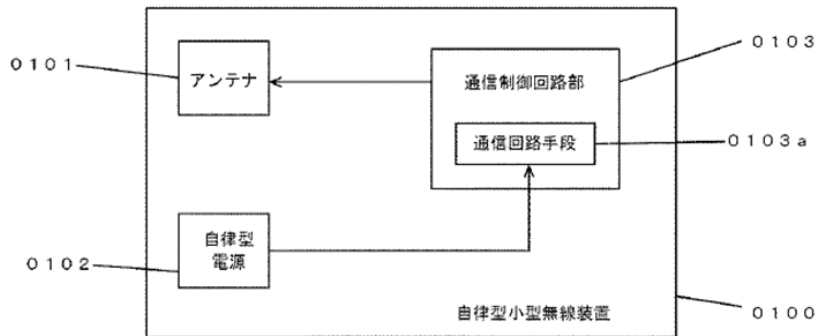 0103
0101
アンテナ
通信制御回路部
通信回路手段
0103a
自律型
電源
0102
自律型小型無線装置
0100